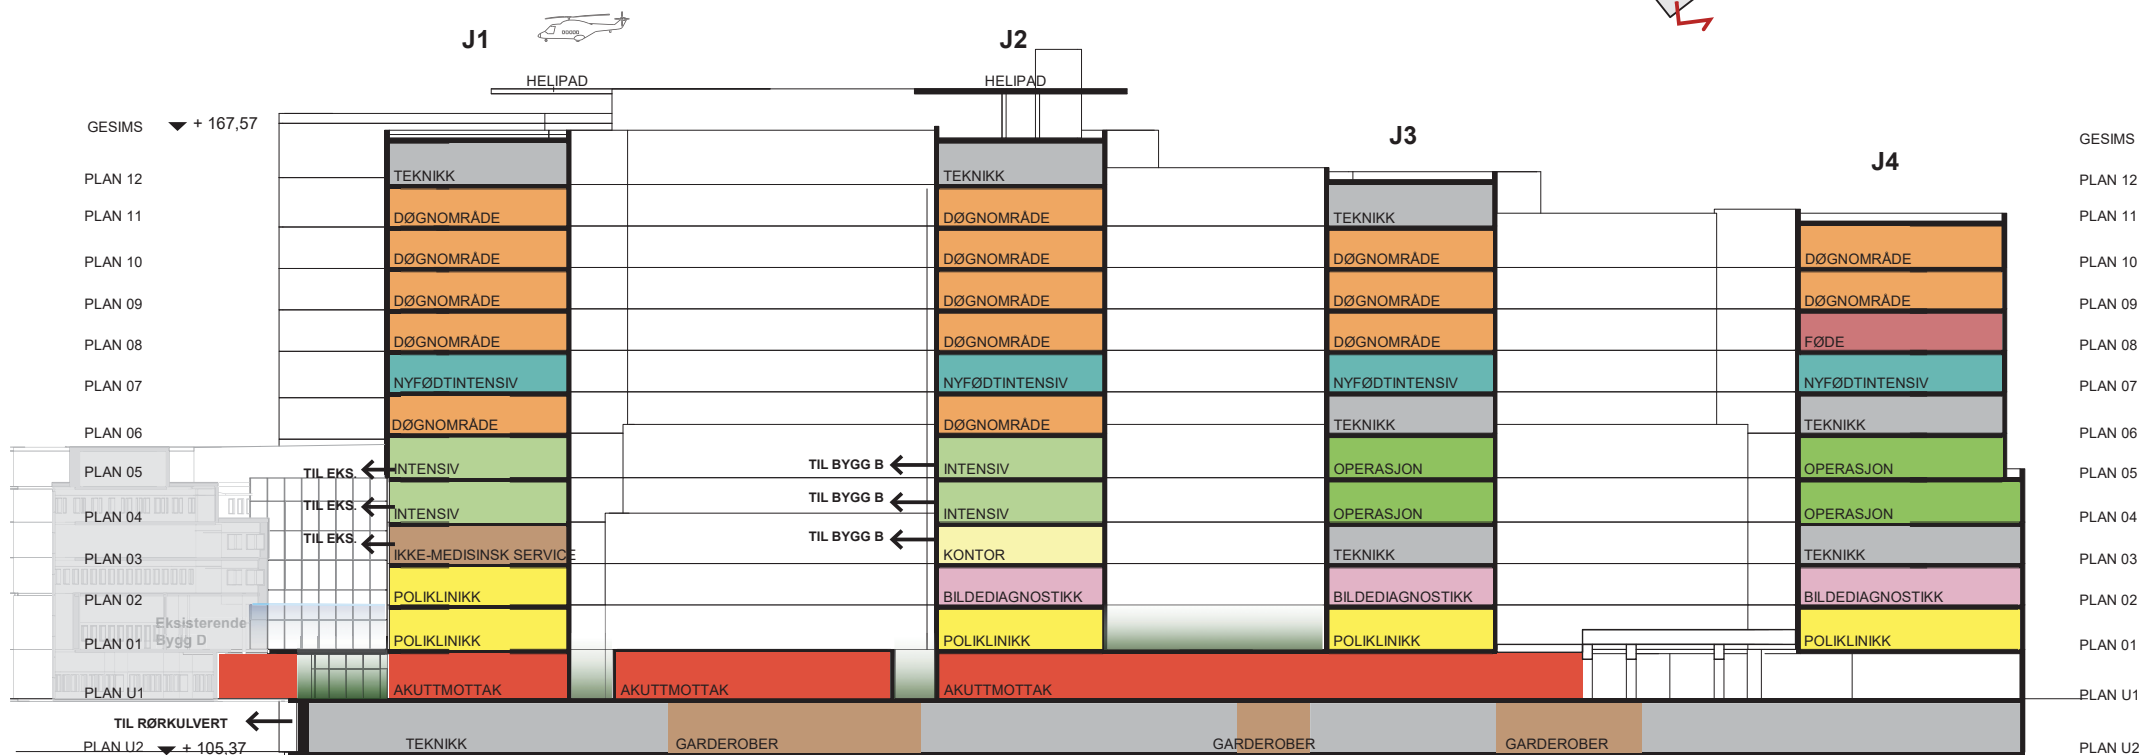 J1
J2
HELIPAD
HELIPAD
GESIMS + 167,57
J3
GESIMS
J4
PLAN 12
TEKNIKK
TEKNIKK
PLAN 12
PLAN 11
DØGNOMRÅDE
DØGNOMRÅDE
TEKNIKK
PLAN 11
PLAN 10
DØGNOMRÅDE
DØGNOMRÅDE
DØGNOMRÅDE
DØGNOMRÅDE
PLAN 10
PLAN 09
DØGNOMRÅDE
DØGNOMRÅDE
DØGNOMRÅDE
DØGNOMRÅDE
PLAN 09
PLAN 08
DØGNOMRÅDE
DØGNOMRÅDE
DØGNOMRÅDE
FØDE
PLAN 08
PLAN 07
NYFØDTINTENSIV
NYFØDTINTENSIV
NYFØDTINTENSIV
NYFØDTINTENSIV
PLAN 07
PLAN 06
DØGNOMRÅDE
DØGNOMRÅDE
TEKNIKK
TEKNIKK
PLAN 06
PLAN 05
TIL EKS.
INTENSIV
TIL BYGG B
INTENSIV
OPERASJON
OPERASJON
PLAN 05
PLAN 04
TIL EKS.
INTENSIV
TIL BYGG B
INTENSIV
OPERASJON
OPERASJON
PLAN 04
PLAN 03
TIL EKS.
IKKE-MEDISINSK SERVICE
TIL BYGG B
KONTOR
TEKNIKK
TEKNIKK
PLAN 03
PLAN 02
POLIKLINIKK
BILDEDIAGNOSTIKK
BILDEDIAGNOSTIKK
BILDEDIAGNOSTIKK
PLAN 02
Eksisterende
Bygg D
PLAN 01
POLIKLINIKK
POLIKLINIKK
POLIKLINIKK
POLIKLINIKK
PLAN 01
PLAN U1
AKUTTMOTTAK
AKUTTMOTTAK
AKUTTMOTTAK
PLAN U1
TIL RØRKULVERT
PLAN U2 + 105,37
TEKNIKK
GARDEROBER
GARDEROBER
GARDEROBER
PLAN U2